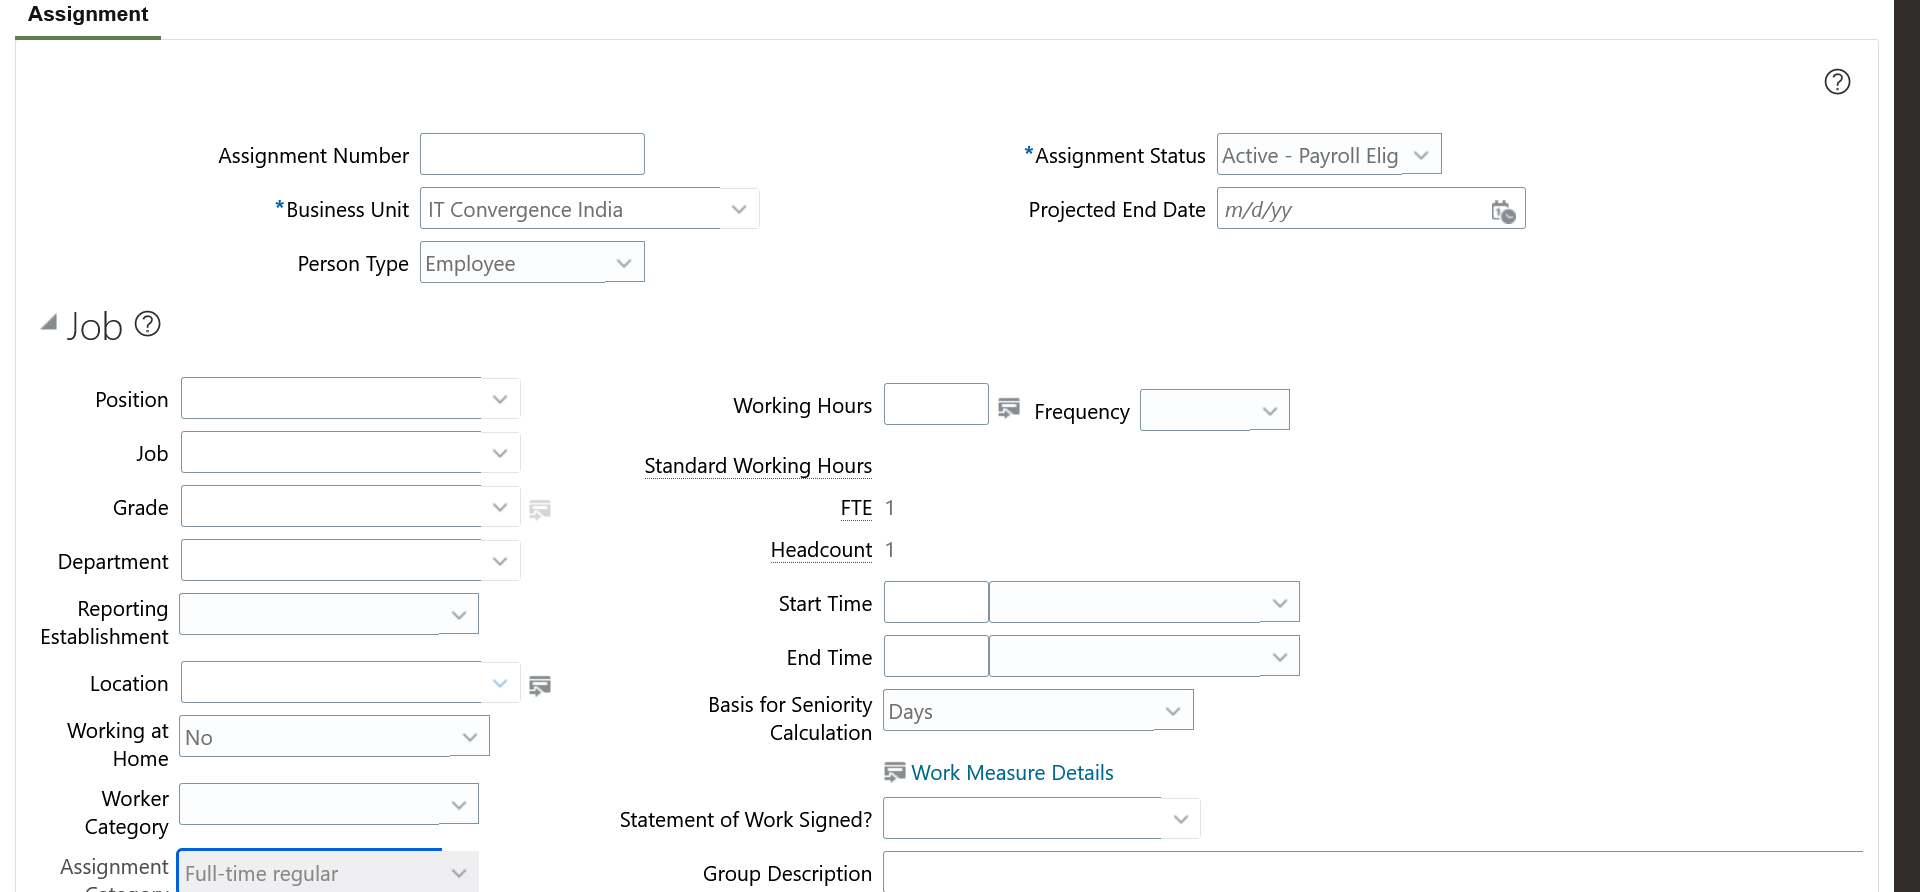 Assignment
Assignment Number
*Assignment Status Active - Payroll Elig
*Business Unit IT Convergence India
Projected End Date m/d/yy
Person Type Employee
Job
Position
Working Hours
Frequency
Job
Standard Working Hours
Grade
FTE 1
Department
Headcount 1
Reporting
Establishment
Start Time
End Time
Location
Basis for Seniority
Calculation
Days
Working at
Home
No
Work Measure Details
Worker
Category
Statement of Work Signed?
Assignment
Category
Full-time regular
Group Description